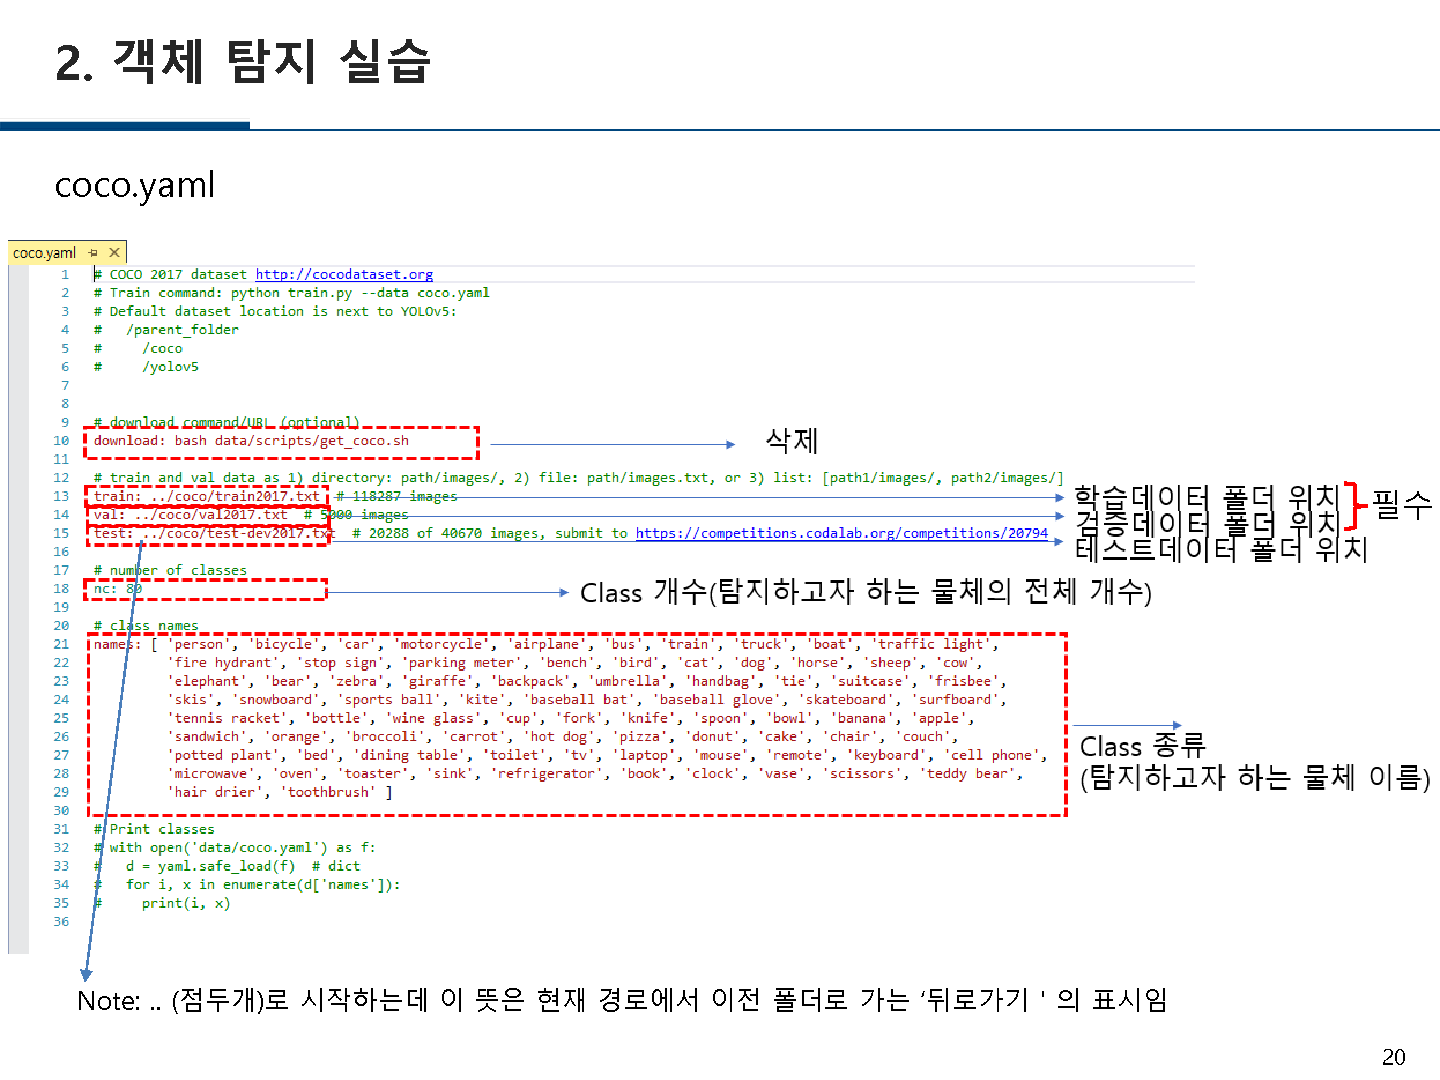 2. 객체 탐지 실습
coco.yaml
coco.yaml
1 # COCO 2017 dataset http://cocodataset.org
2 # Train command: python train.py --data coco.yaml
3 # Default dataset location is next to YOLOv5:
4 #   /parent_folder
5 #     /coco
6 #     /yolov5
7
8
9 # download command/URL (optional)
10 download: bash data/scripts/get_coco.sh 삭제
11
12 # train and val data as 1) directory: path/images/, 2) file: path/images.txt, or 3) list: [path1/images/, path2/images/]
13 train: ../coco/train2017.txt  # 118287 images 학습데이터 폴더 위치 필수
14 val: ../coco/val2017.txt  # 5000 images 검증데이터 폴더 위치
15 test: ../coco/test-dev2017.txt  # 20288 of 40670 images, submit to https://competitions.codalab.org/competitions/20794 테스트데이터 폴더 위치
16
17 # number of classes
18 nc: 80 Class 개수(탐지하고자 하는 물체의 전체 개수)
19
20 # class names
21 names: [ 'person', 'bicycle', 'car', 'motorcycle', 'airplane', 'bus', 'train', 'truck', 'boat', 'traffic light',
22 'fire hydrant', 'stop sign', 'parking meter', 'bench', 'bird', 'cat', 'dog', 'horse', 'sheep', 'cow',
23 'elephant', 'bear', 'zebra', 'giraffe', 'backpack', 'umbrella', 'handbag', 'tie', 'suitcase', 'frisbee',
24 'skis', 'snowboard', 'sports ball', 'kite', 'baseball bat', 'baseball glove', 'skateboard', 'surfboard',
25 'tennis racket', 'bottle', 'wine glass', 'cup', 'fork', 'knife', 'spoon', 'bowl', 'banana', 'apple',
26 'sandwich', 'orange', 'broccoli', 'carrot', 'hot dog', 'pizza', 'donut', 'cake', 'chair', 'couch',
27 'potted plant', 'bed', 'dining table', 'toilet', 'tv', 'laptop', 'mouse', 'remote', 'keyboard', 'cell phone',
28 'microwave', 'oven', 'toaster', 'sink', 'refrigerator', 'book', 'clock', 'vase', 'scissors', 'teddy bear',
29 'hair drier', 'toothbrush' ]
Class 종류
(탐지하고자 하는 물체 이름)
30
31 # Print classes
32 # with open('data/coco.yaml') as f:
33 #   d = yaml.safe_load(f)  # dict
34 #   for i, x in enumerate(d['names']):
35 #     print(i, x)
36
Note: .. (점두개)로 시작하는데 이 뜻은 현재 경로에서 이전 폴더로 가는 ‘뒤로가기 ' 의 표시임
20